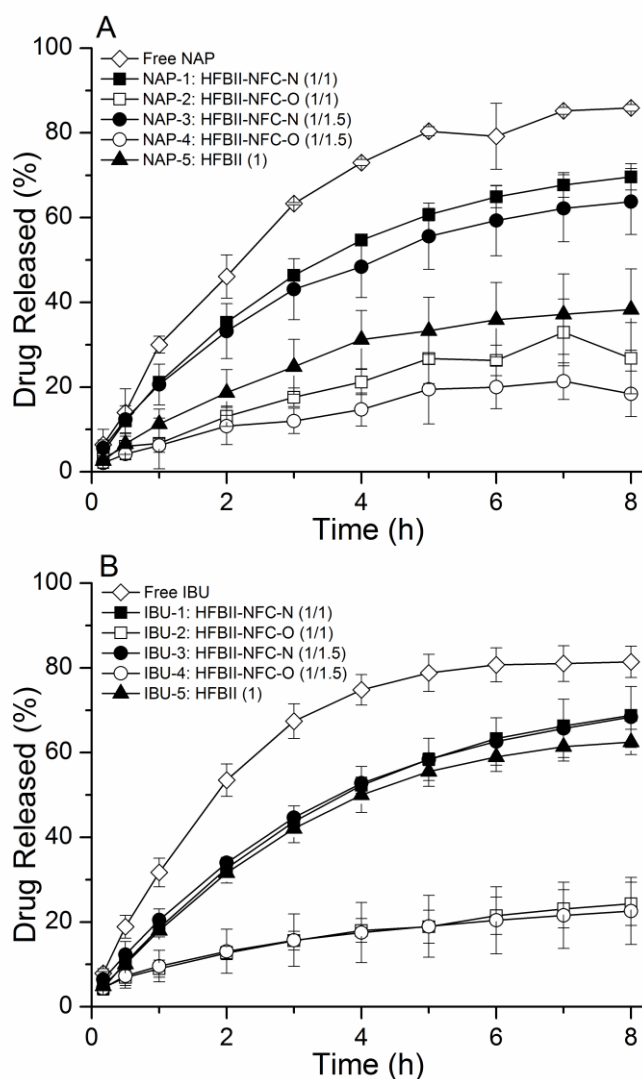 A
Free NAP
NAP-1: HFBII-NFC-N (1/1)
NAP-2: HFBII-NFC-O (1/1)
NAP-3: HFBII-NFC-N (1/1.5)
NAP-4: HFBII-NFC-O (1/1.5)
NAP-5: HFBII (1)
Drug Released (%)
100
80
60
40
20
0
0 2 4 6 8
Time (h)
B
Free IBU
IBU-1: HFBII-NFC-N (1/1)
IBU-2: HFBII-NFC-O (1/1)
IBU-3: HFBII-NFC-N (1/1.5)
IBU-4: HFBII-NFC-O (1/1.5)
IBU-5: HFBII (1)
Drug Released (%)
100
80
60
40
20
0
0 2 4 6 8
Time (h)